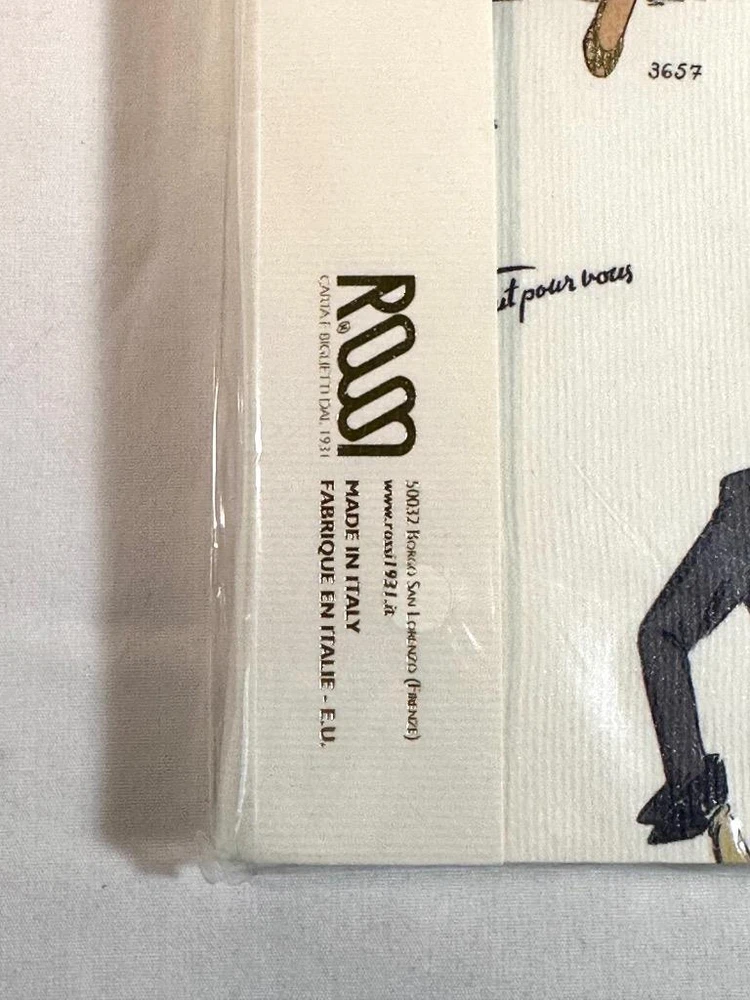 3657
pour vous
Rossi®
CARTA E BIGLIETTI DAL 1931
50032 BORGO SAN LORENZO (FIRENZE)
www.rossi1931.it
MADE IN ITALY
FABRIQUE EN ITALIE - E.U.